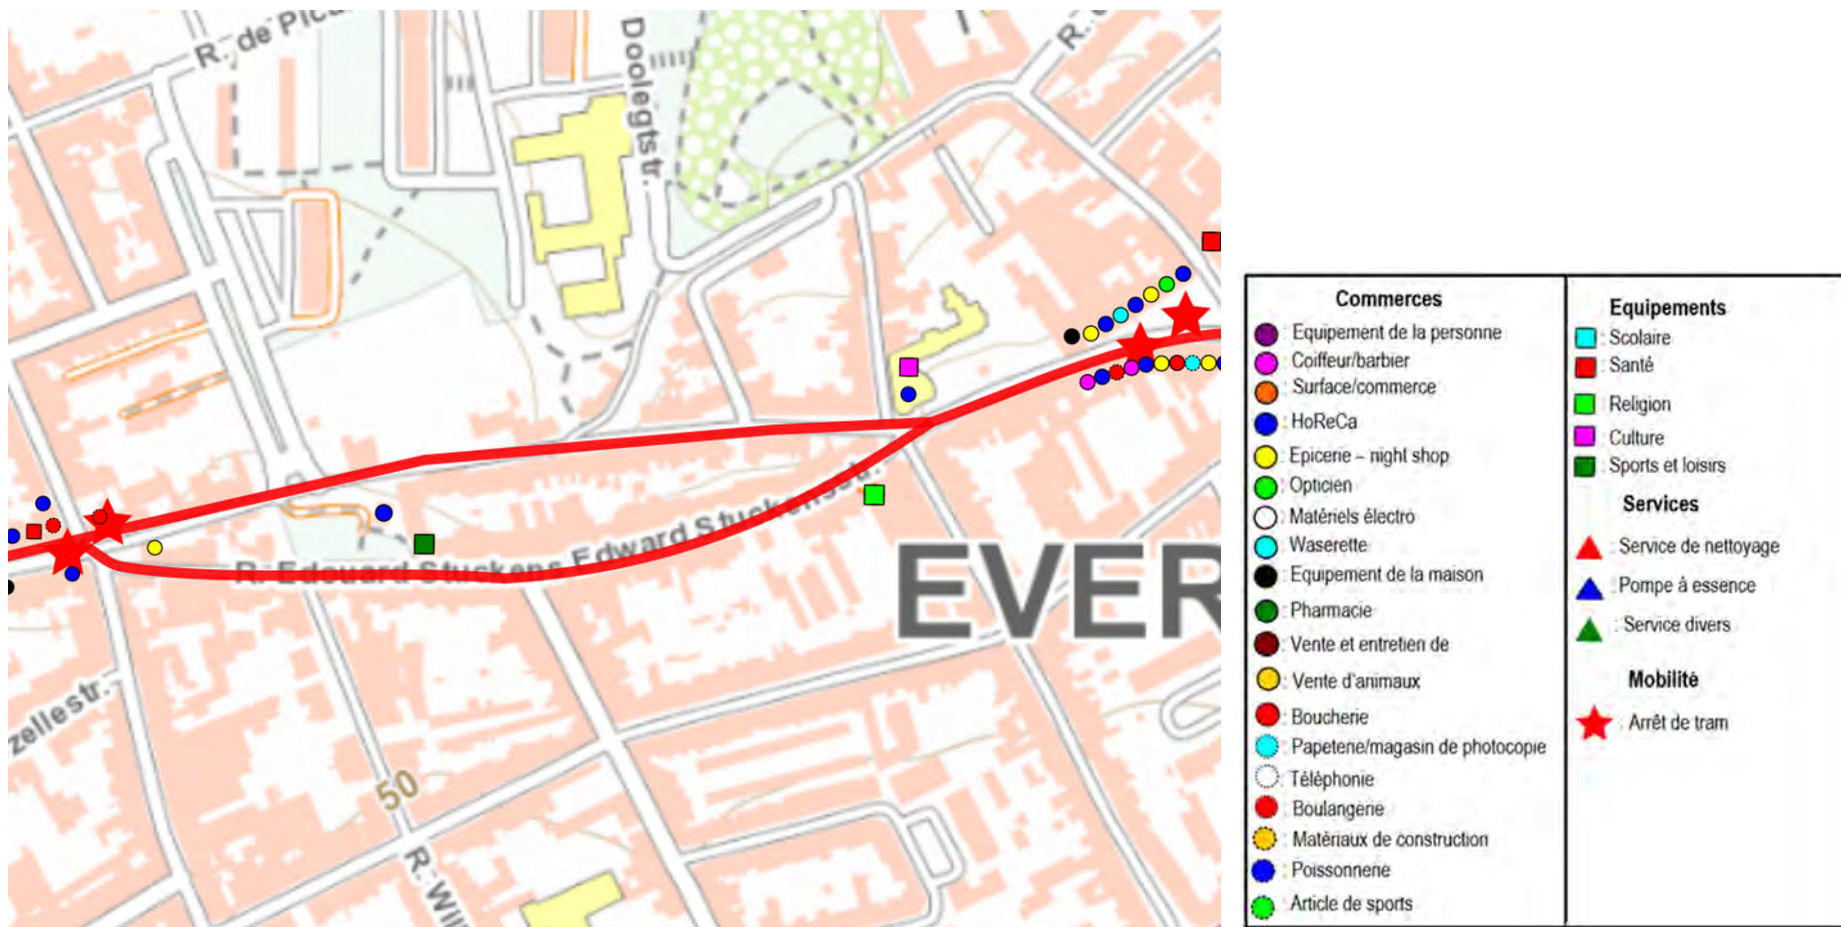 R. de Pic
Doolegtstr.
R.
R. Edouard Stuckens Edward Stuckensstr.
EVER
zellestr.
50
R. Wil
Commerces
: Equipement de la personne
: Coiffeur/barbier
: Surface/commerce
: HoReCa
: Epicerie – night shop
: Opticien
: Matériels électro
: Waserette
: Equipement de la maison
: Pharmacie
: Vente et entretien de
: Vente d'animaux
: Boucherie
: Papeterie/magasin de photocopie
: Téléphonie
: Boulangerie
: Matériaux de construction
: Poissonnerie
: Article de sports
Equipements
: Scolaire
: Santé
: Religion
: Culture
: Sports et loisirs
Services
: Service de nettoyage
: Pompe à essence
: Service divers
Mobilité
: Arrêt de tram